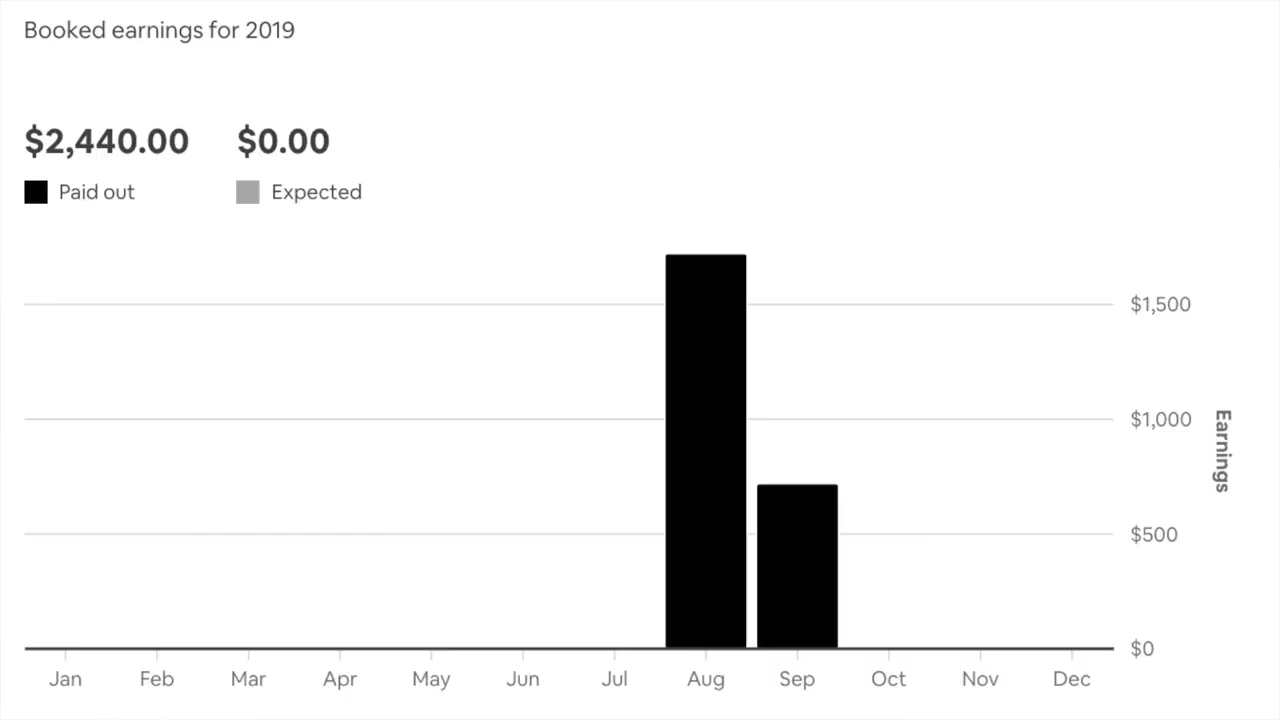 Booked earnings for 2019
$2,440.00 $0.00
Paid out Expected
$1,500
$1,000
$500
$0
Earnings
Jan Feb Mar Apr May Jun Jul Aug Sep Oct Nov Dec